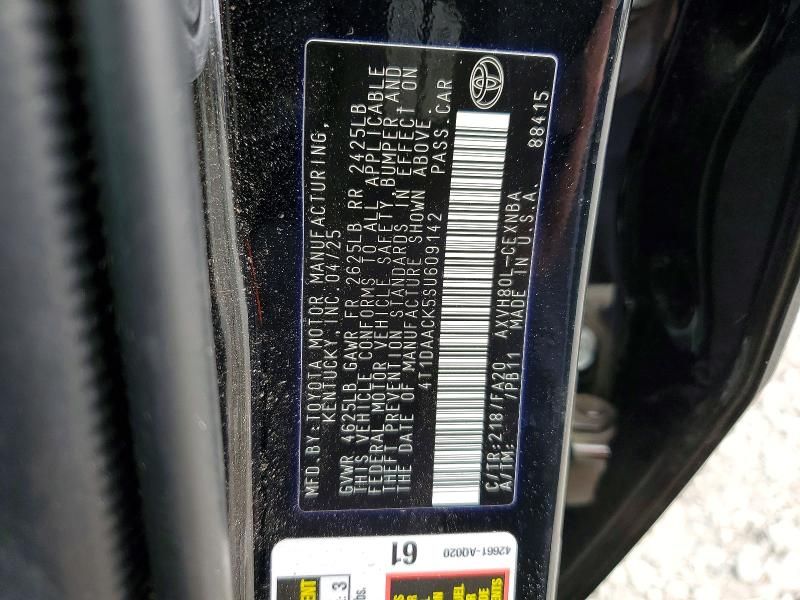 MFD. BY: TOYOTA MOTOR MANUFACTURING,
KENTUCKY, INC. 04/25
GVWR 4625LB GAWR FR 2625LB RR 2425LB
THIS VEHICLE CONFORMS TO ALL APPLICABLE
FEDERAL MOTOR VEHICLE SAFETY, BUMPER AND
THEFT PREVENTION STANDARDS IN EFFECT ON
THE DATE OF MANUFACTURE SHOWN ABOVE.
4T1DAACK5SU609142 PASS. CAR
C/TR:218/FA20 AXVH80L-CEXNBA
A/TM: -/PB11 MADE IN U.S.A. 88415
42661-AQ020
61
3